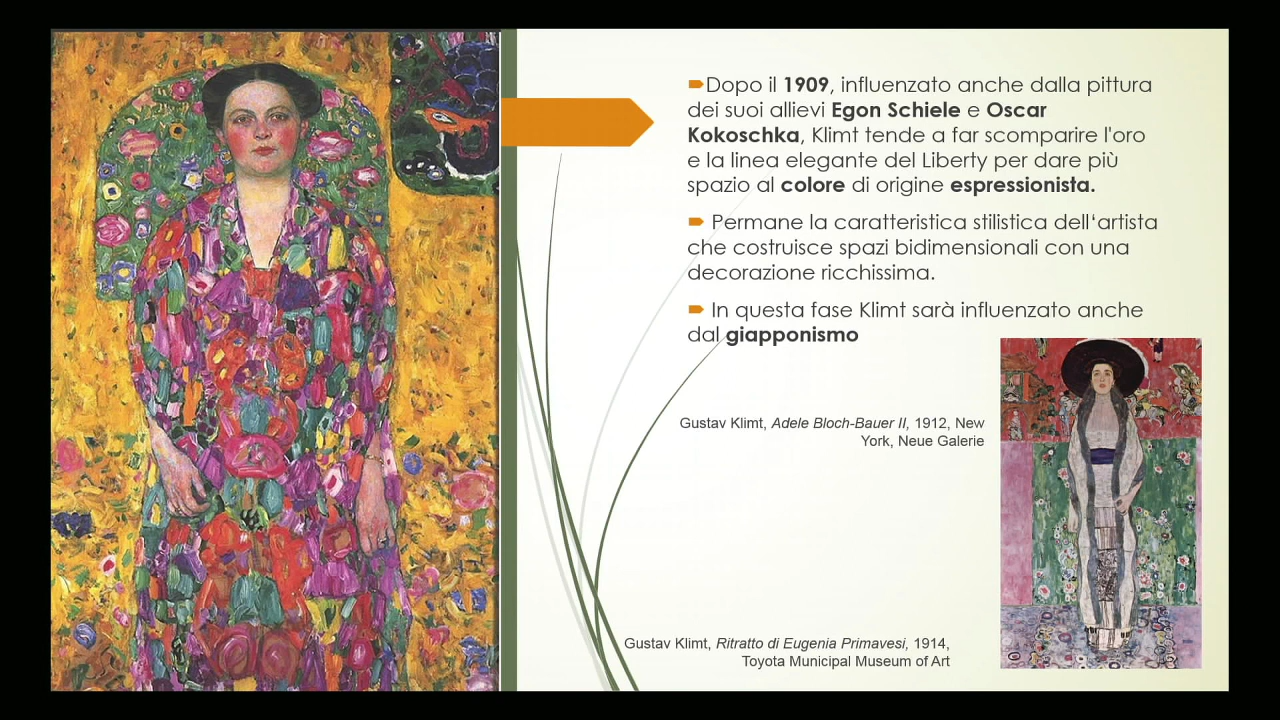 Dopo il 1909, influenzato anche dalla pittura
dei suoi allievi Egon Schiele e Oscar
Kokoschka, Klimt tende a far scomparire l'oro
e la linea elegante del Liberty per dare più
spazio al colore di origine espressionista.
Permane la caratteristica stilistica dell‘artista
che costruisce spazi bidimensionali con una
decorazione ricchissima.
In questa fase Klimt sarà influenzato anche
dal giapponismo
Gustav Klimt, Adele Bloch-Bauer II, 1912, New
York, Neue Galerie
Gustav Klimt, Ritratto di Eugenia Primavesi, 1914,
Toyota Municipal Museum of Art